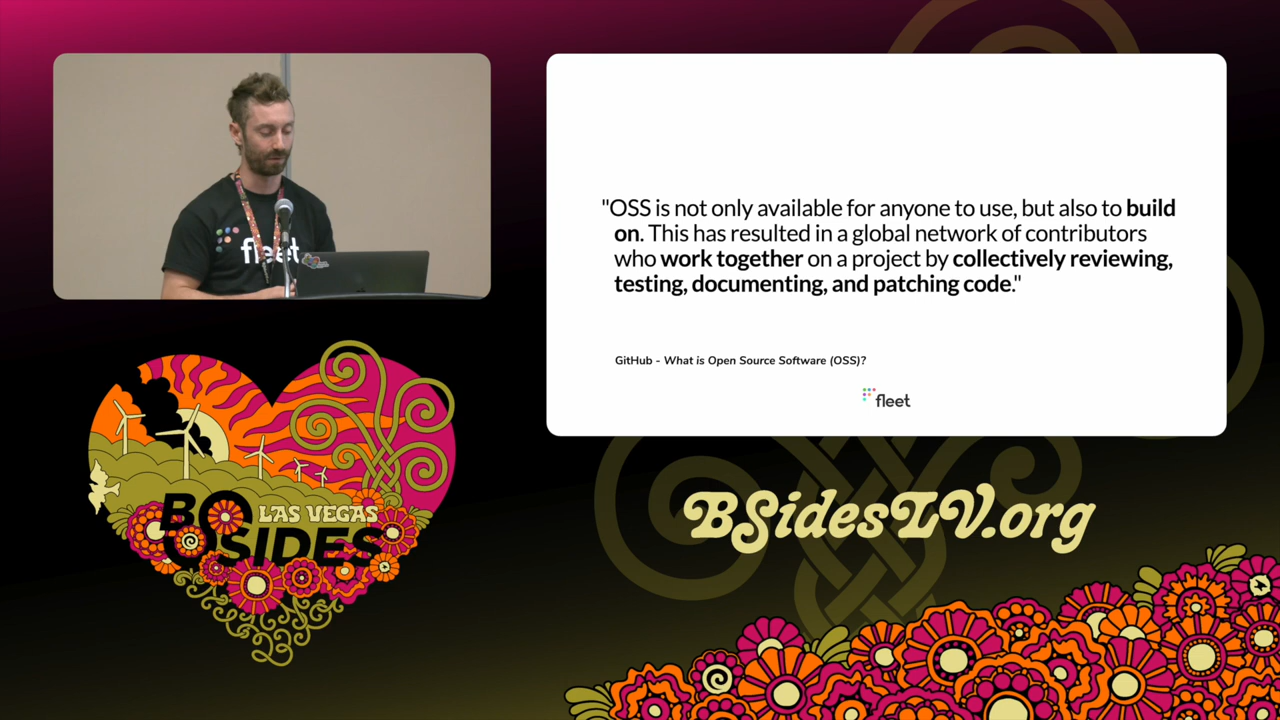 fleet
"OSS is not only available for anyone to use, but also to build
on. This has resulted in a global network of contributors
who work together on a project by collectively reviewing,
testing, documenting, and patching code."
GitHub - What is Open Source Software (OSS)?
fleet
BSidesLV.org
LAS VEGAS
BSIDES
23